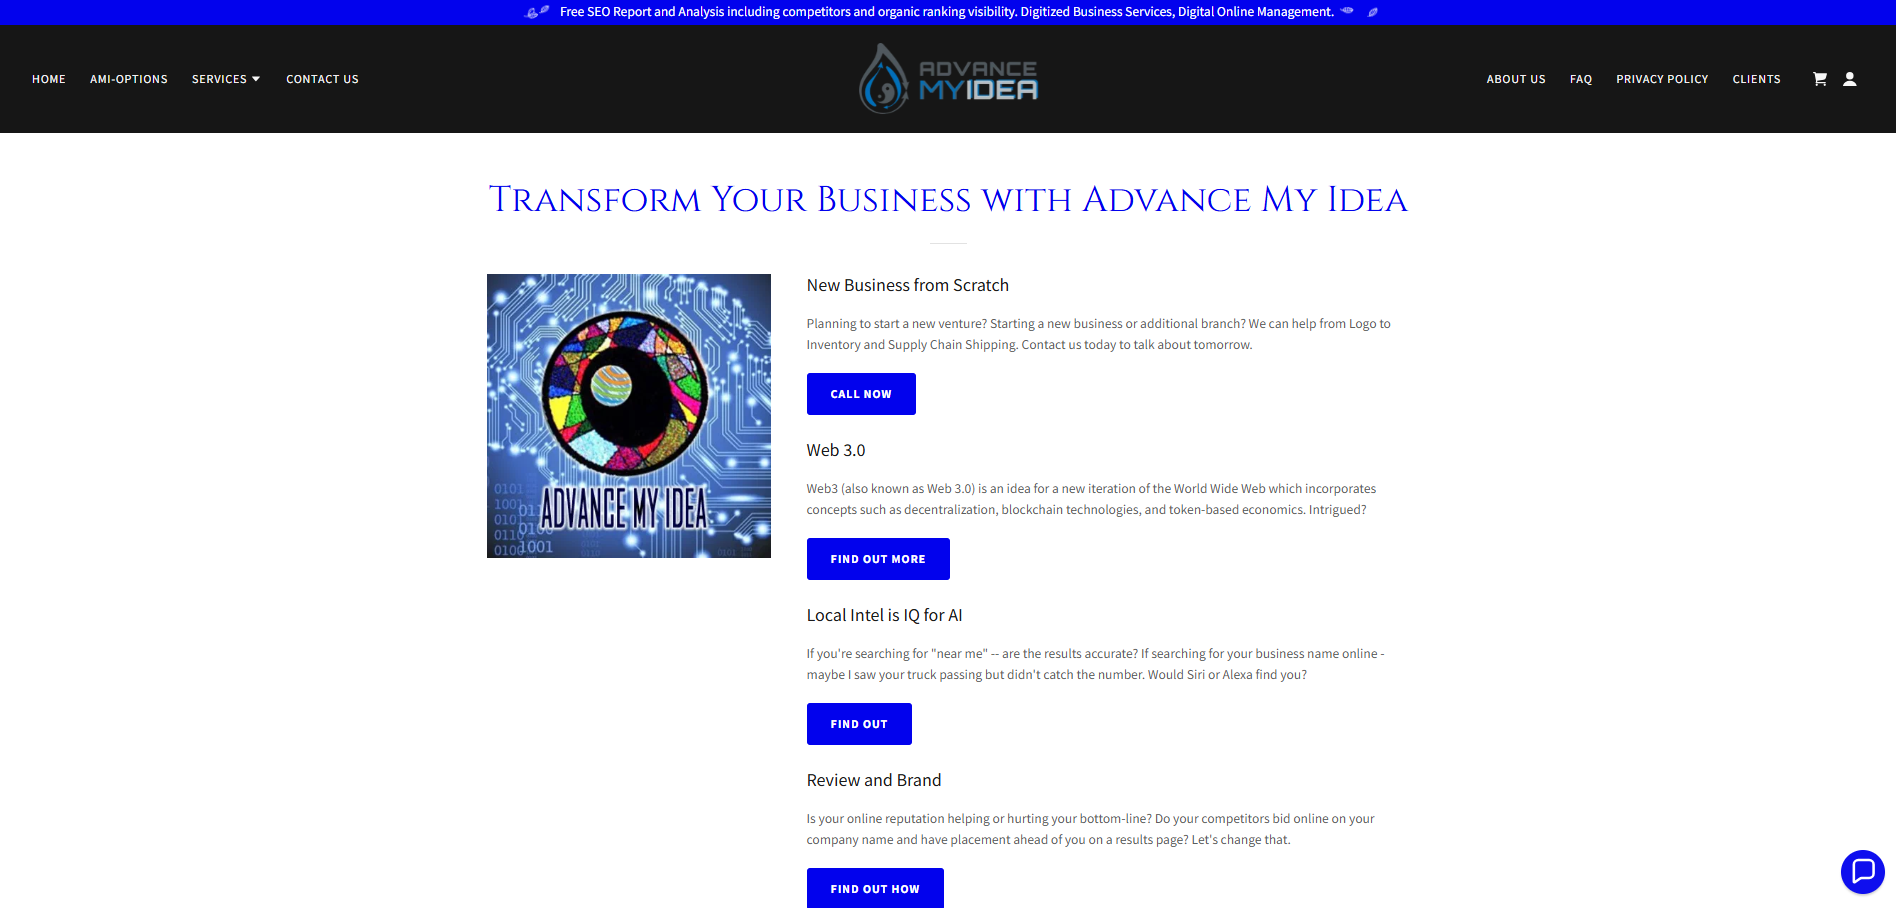 Free SEO Report and Analysis including competitors and organic ranking visibility. Digitized Business Services, Digital Online Management.
HOME AMI-OPTIONS SERVICES CONTACT US
ADVANCE
MYIDEA
ABOUT US FAQ PRIVACY POLICY CLIENTS
Transform Your Business with Advance My Idea
ADVANCE MY IDEA
New Business from Scratch
Planning to start a new venture? Starting a new business or additional branch? We can help from Logo to
Inventory and Supply Chain Shipping. Contact us today to talk about tomorrow.
CALL NOW
Web 3.0
Web3 (also known as Web 3.0) is an idea for a new iteration of the World Wide Web which incorporates
concepts such as decentralization, blockchain technologies, and token-based economics. Intrigued?
FIND OUT MORE
Local Intel is IQ for AI
If you're searching for "near me" -- are the results accurate? If searching for your business name online -
maybe I saw your truck passing but didn't catch the number. Would Siri or Alexa find you?
FIND OUT
Review and Brand
Is your online reputation helping or hurting your bottom-line? Do your competitors bid online on your
company name and have placement ahead of you on a results page? Let's change that.
FIND OUT HOW